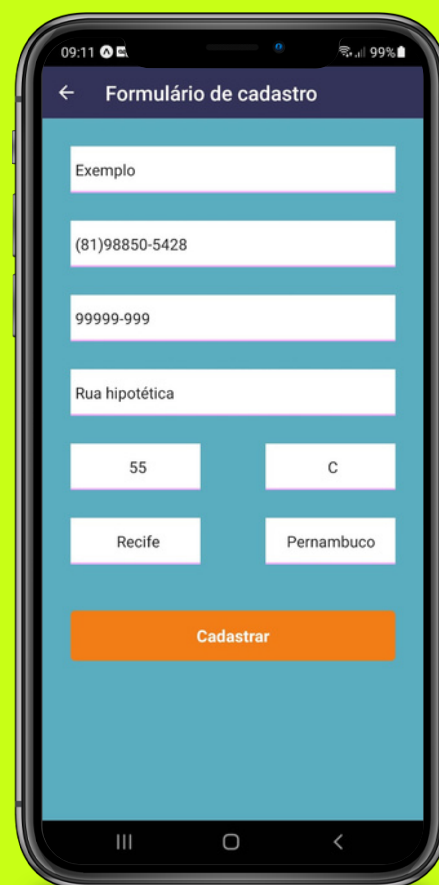 09:11 99%
Formulário de cadastro
Exemplo
(81)98850-5428
99999-999
Rua hipotética
55 C
Recife Pernambuco
Cadastrar